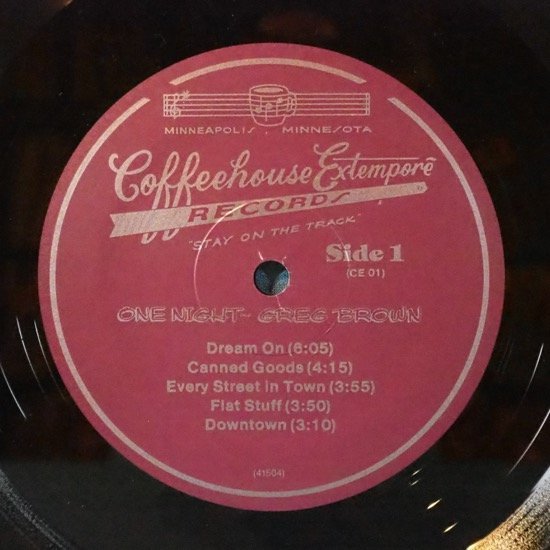 MINNEAPOLIS, MINNESOTA
Coffeehouse Extemporē
RECORDS
"STAY ON THE TRACK"
Side 1
(CE 01)
ONE NIGHT~ GREG BROWN
Dream On (6:05)
Canned Goods (4:15)
Every Street In Town (3:55)
Flat Stuff (3:50)
Downtown (3:10)
(41504)